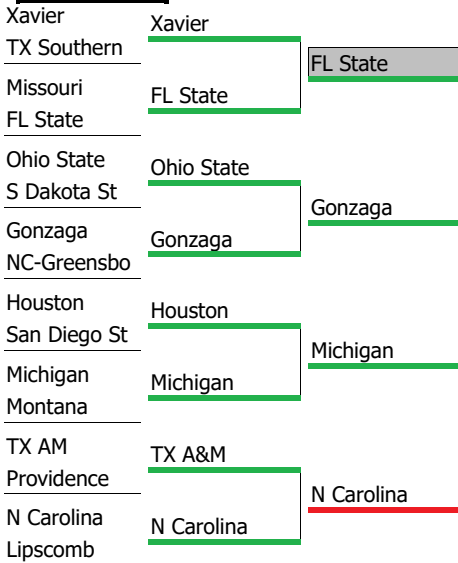 Xavier
TX Southern
Missouri
FL State
Ohio State
S Dakota St
Gonzaga
NC-Greensbo
Houston
San Diego St
Michigan
Montana
TX AM
Providence
N Carolina
Lipscomb
Xavier
FL State
Ohio State
Gonzaga
Houston
Michigan
TX A&M
N Carolina
FL State
Gonzaga
Michigan
N Carolina